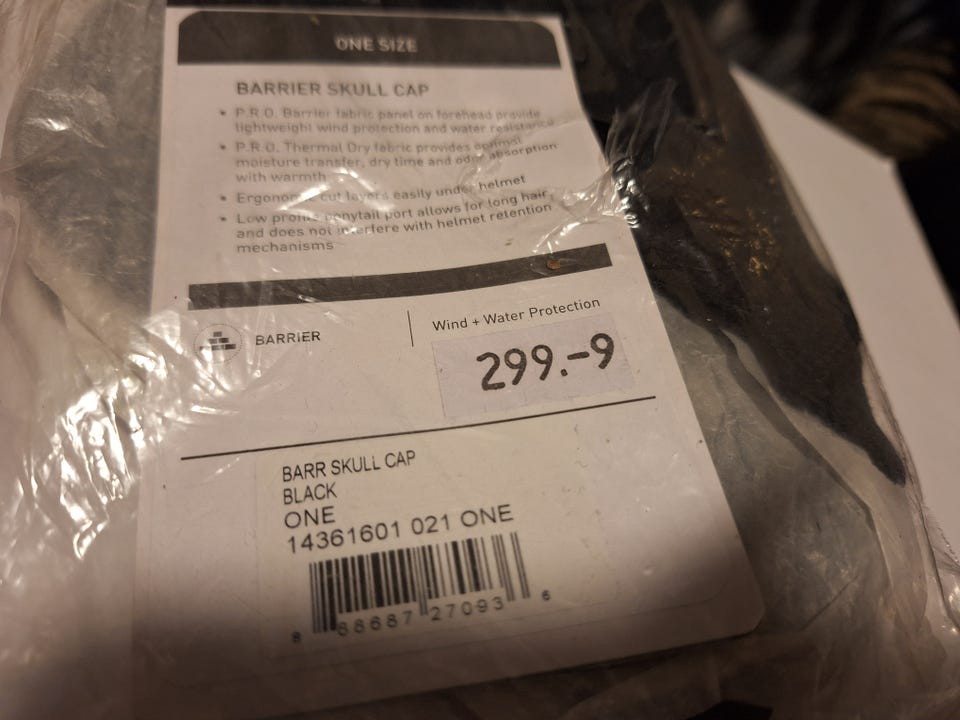 ONE SIZE
BARRIER SKULL CAP
• P.R.O. Barrier fabric panel on forehead provide
lightweight wind protection and water resistance
• P.R.O. Thermal Dry fabric provides optimal
moisture transfer, dry time and odor absorption
with warmth
• Ergonomic cut layers easily under helmet
• Low profile ponytail port allows for long hair
and does not interfere with helmet retention
mechanisms
BARRIER
Wind + Water Protection
299.-9
BARR SKULL CAP
BLACK
ONE
14361601 021 ONE
8 88687 27093 6